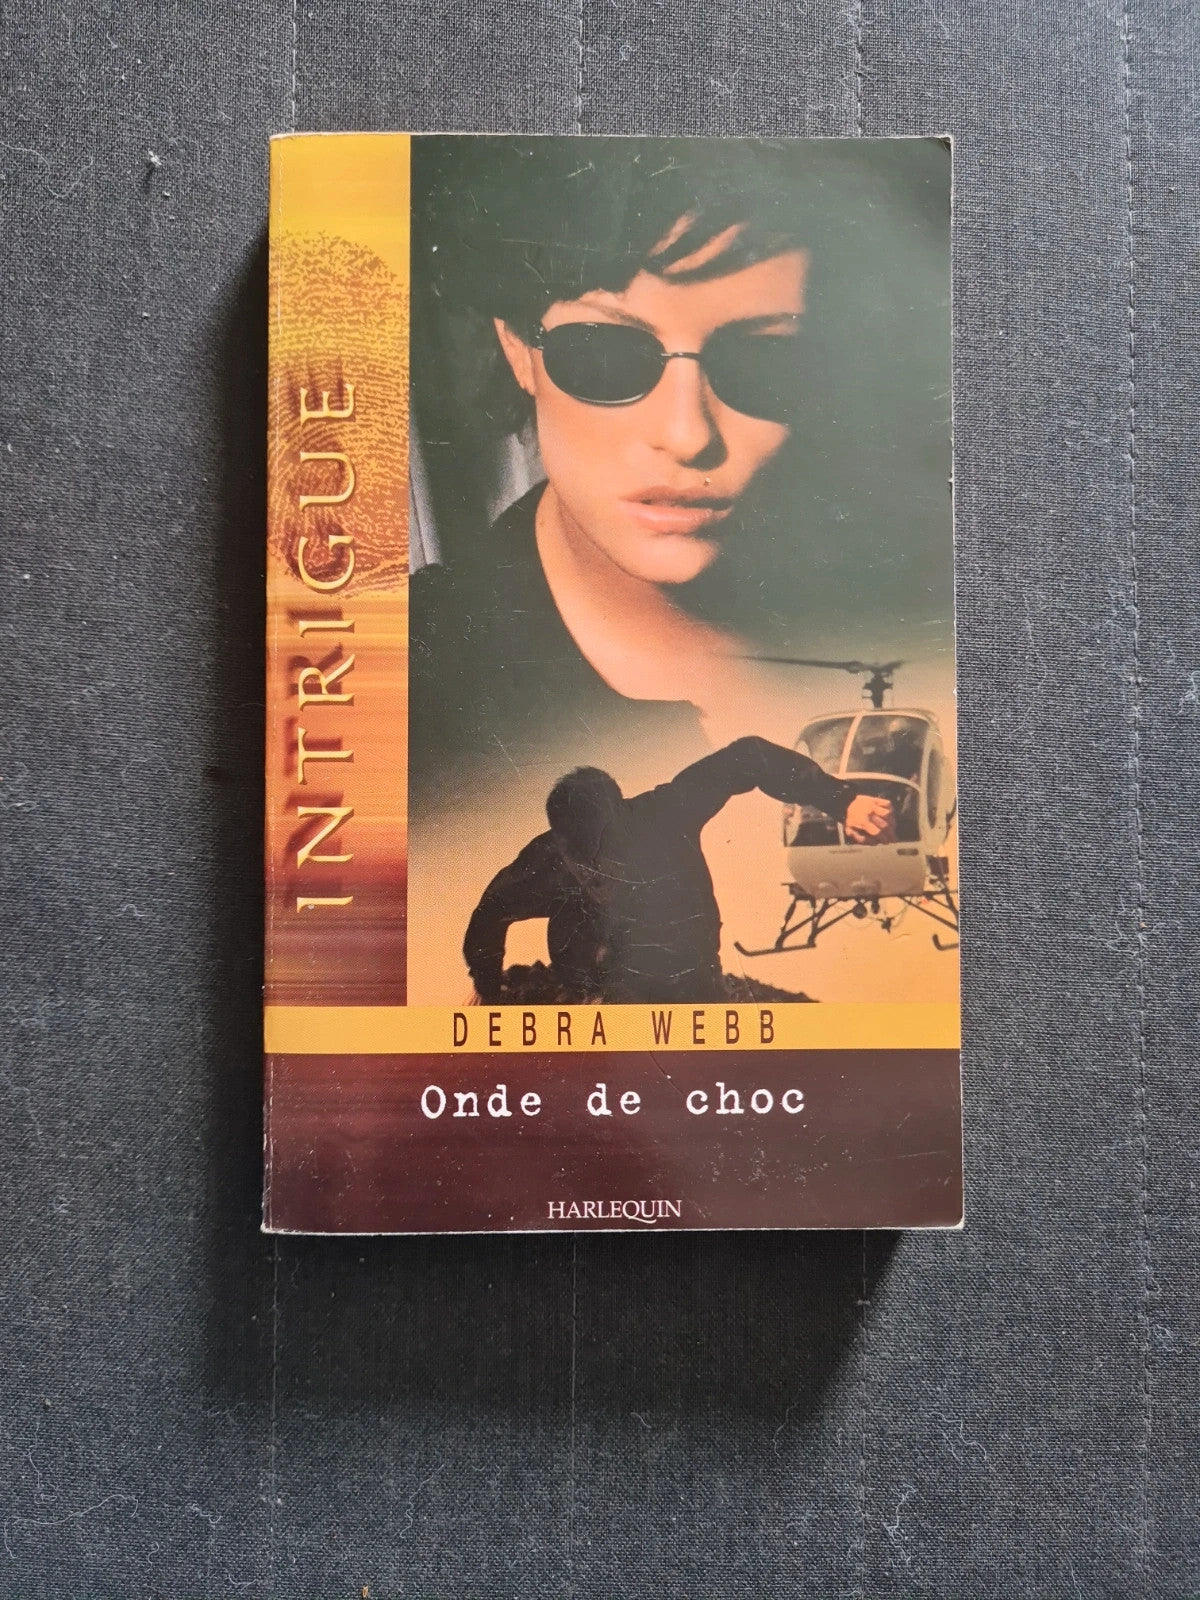 INTRIGUE
DEBRA WEBB
Onde de choc
HARLEQUIN